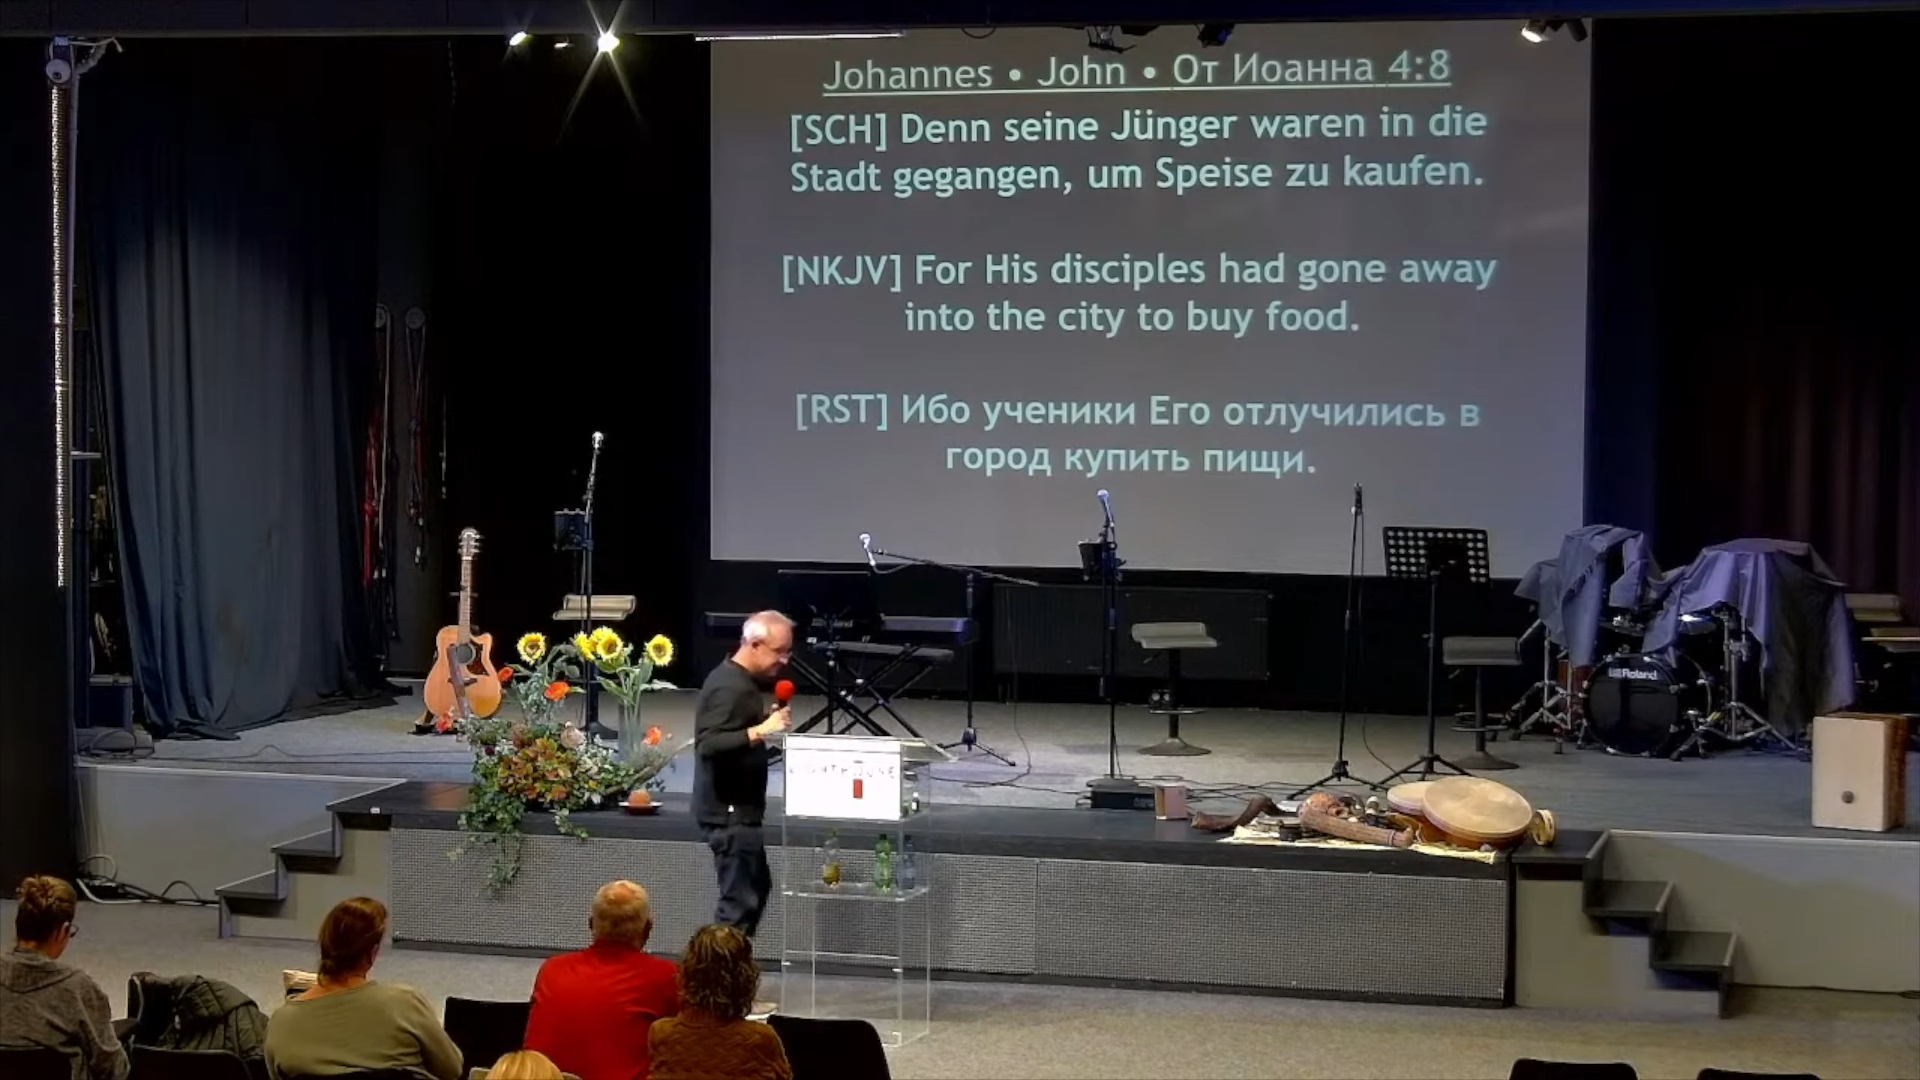 Johannes • John • От Иоанна 4:8
[SCH] Denn seine Jünger waren in die
Stadt gegangen, um Speise zu kaufen.
[NKJV] For His disciples had gone away
into the city to buy food.
[RST] Ибо ученики Его отлучились в
город купить пищи.
Roland
LIGHTHOUSE